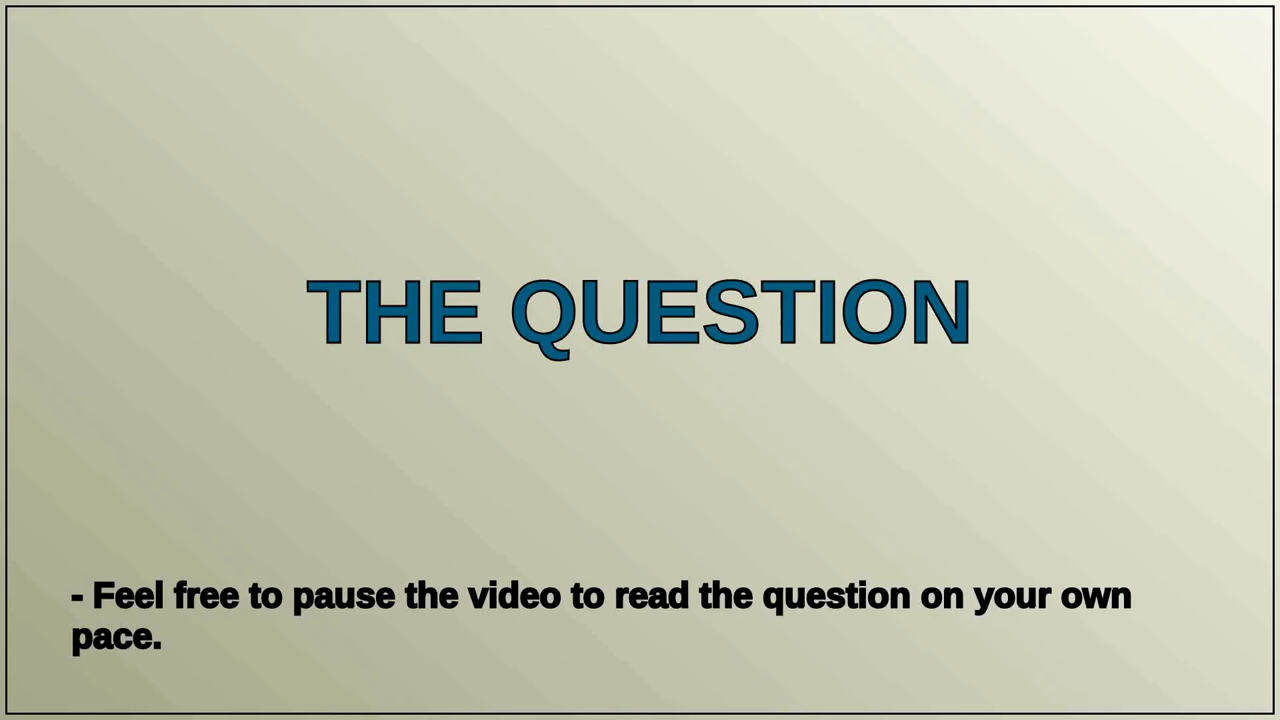 THE QUESTION
- Feel free to pause the video to read the question on your own
pace.